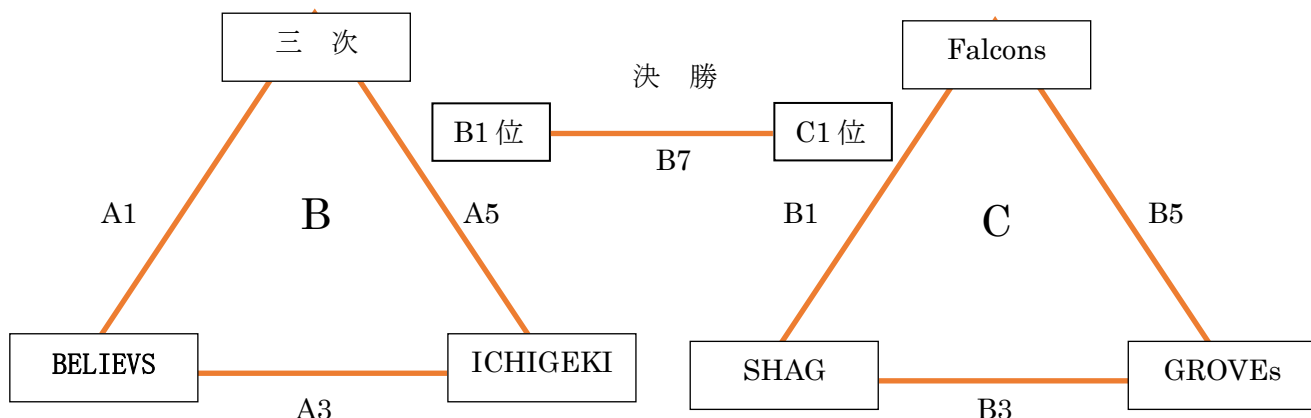 三　次
Falcons
決　勝
B1位
C1位
B7
A1
B
A5
B1
C
B5
BELIEVS
ICHIGEKI
SHAG
GROVEs
A3
B3